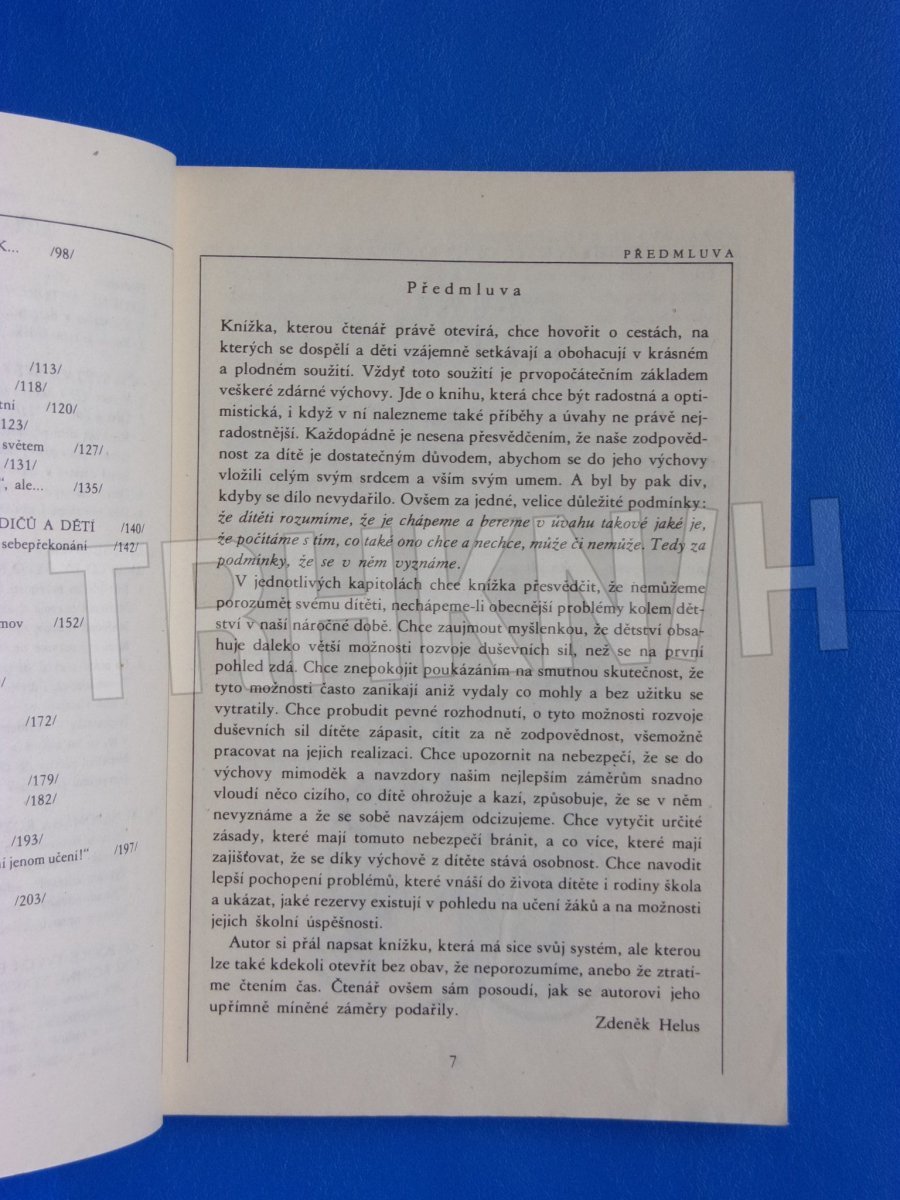 K... /98/
/113/
/118/
tní /120/
123/
světem /127/
/131/
“, ale... /135/
DIČŮ A DĚTÍ /140/
sebepřekonání /142/
mov /152/
/172/
/179/
/182/
/193/
í jenom učení!“ /197/
/203/
PŘEDMLUVA
Předmluva
Knížka, kterou čtenář právě otevírá, chce hovořit o cestách, na
kterých se dospělí a děti vzájemně setkávají a obohacují v krásném
a plodném soužití. Vždyť toto soužití je prvopočátečním základem
veškeré zdárné výchovy. Jde o knihu, která chce být radostná a opti-
mistická, i když v ní nalezneme také příběhy a úvahy ne právě nej-
radostnější. Každopádně je nesena přesvědčením, že naše zodpověd-
nost za dítě je dostatečným důvodem, abychom se do jeho výchovy
vložili celým svým srdcem a vším svým umem. A byl by pak div,
kdyby se dílo nevydařilo. Ovšem za jedné, velice důležité podmínky:
že dítěti rozumíme, že je chápeme a bereme v úvahu takové jaké je,
že počítáme s tím, co také ono chce a nechce, může či nemůže. Tedy za
podmínky, že se v něm vyznáme.
V jednotlivých kapitolách chce knížka přesvědčit, že nemůžeme
porozumět svému dítěti, nechápeme-li obecnější problémy kolem dět-
ství v naší náročné době. Chce zaujmout myšlenkou, že dětství obsa-
huje daleko větší možnosti rozvoje duševních sil, než se na první
pohled zdá. Chce znepokojit poukázáním na smutnou skutečnost, že
tyto možnosti často zanikají aniž vydaly co mohly a bez užitku se
vytratily. Chce probudit pevné rozhodnutí, o tyto možnosti rozvoje
duševních sil dítěte zápasit, cítit za ně zodpovědnost, všemožně
pracovat na jejich realizaci. Chce upozornit na nebezpečí, že se do
výchovy mimoděk a navzdory našim nejlepším záměrům snadno
vloudí něco cizího, co dítě ohrožuje a kazí, způsobuje, že se v něm
nevyznáme a že se sobě navzájem odcizujeme. Chce vytyčit určité
zásady, které mají tomuto nebezpečí bránit, a co více, které mají
zajišťovat, že se díky výchově z dítěte stává osobnost. Chce navodit
lepší pochopení problémů, které vnáší do života dítěte i rodiny škola
a ukázat, jaké rezervy existují v pohledu na učení žáků a na možnosti
jejich školní úspěšnosti.
Autor si přál napsat knížku, která má sice svůj systém, ale kterou
lze také kdekoli otevřít bez obav, že neporozumíme, anebo že ztratí-
me čtením čas. Čtenář ovšem sám posoudí, jak se autorovi jeho
upřímně míněné záměry podařily.
Zdeněk Helus
7
TRHKNIH